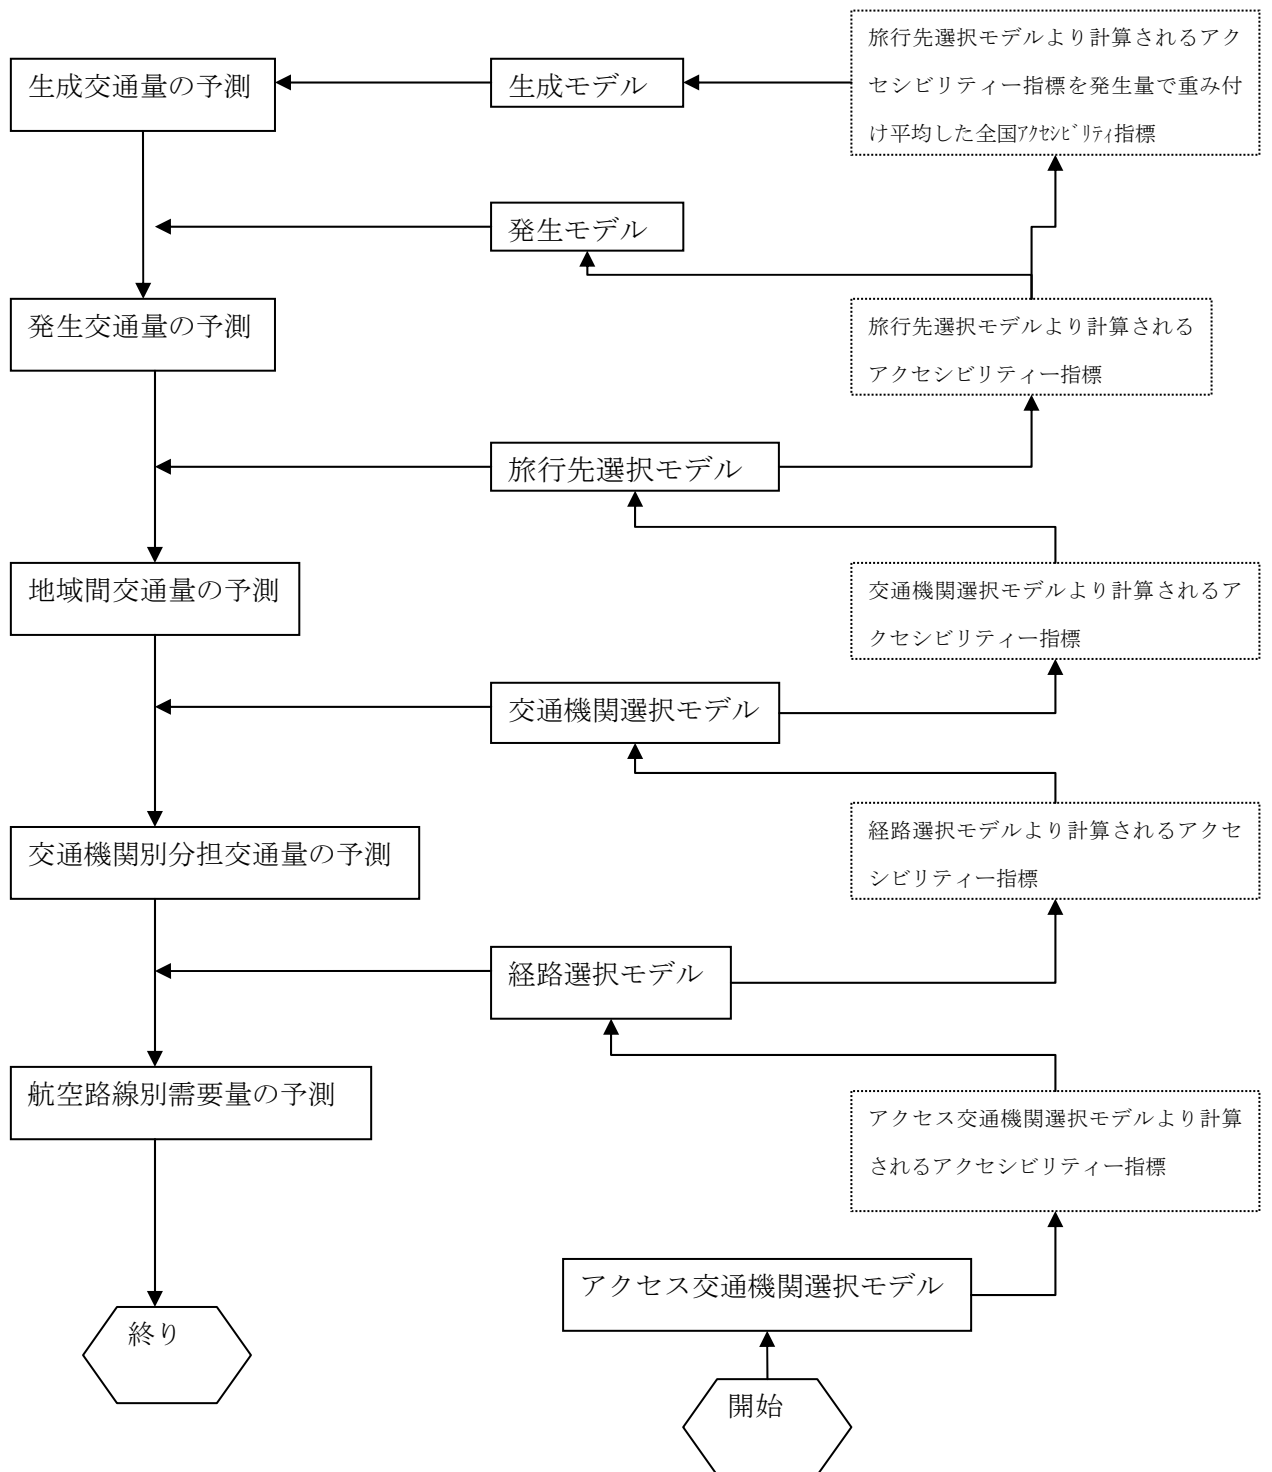 旅行先選択モデルより計算されるアク
セシビリティー指標を発生量で重み付
け平均した全国ｱｸｾｼﾋﾞﾘﾃｨ指標
生成交通量の予測
生成モデル
発生モデル
発生交通量の予測
旅行先選択モデルより計算される
アクセシビリティー指標
旅行先選択モデル
地域間交通量の予測
交通機関選択モデルより計算されるア
クセシビリティー指標
交通機関選択モデル
交通機関別分担交通量の予測
経路選択モデルより計算されるアクセ
シビリティー指標
経路選択モデル
航空路線別需要量の予測
アクセス交通機関選択モデルより計算
されるアクセシビリティー指標
アクセス交通機関選択モデル
終り
開始